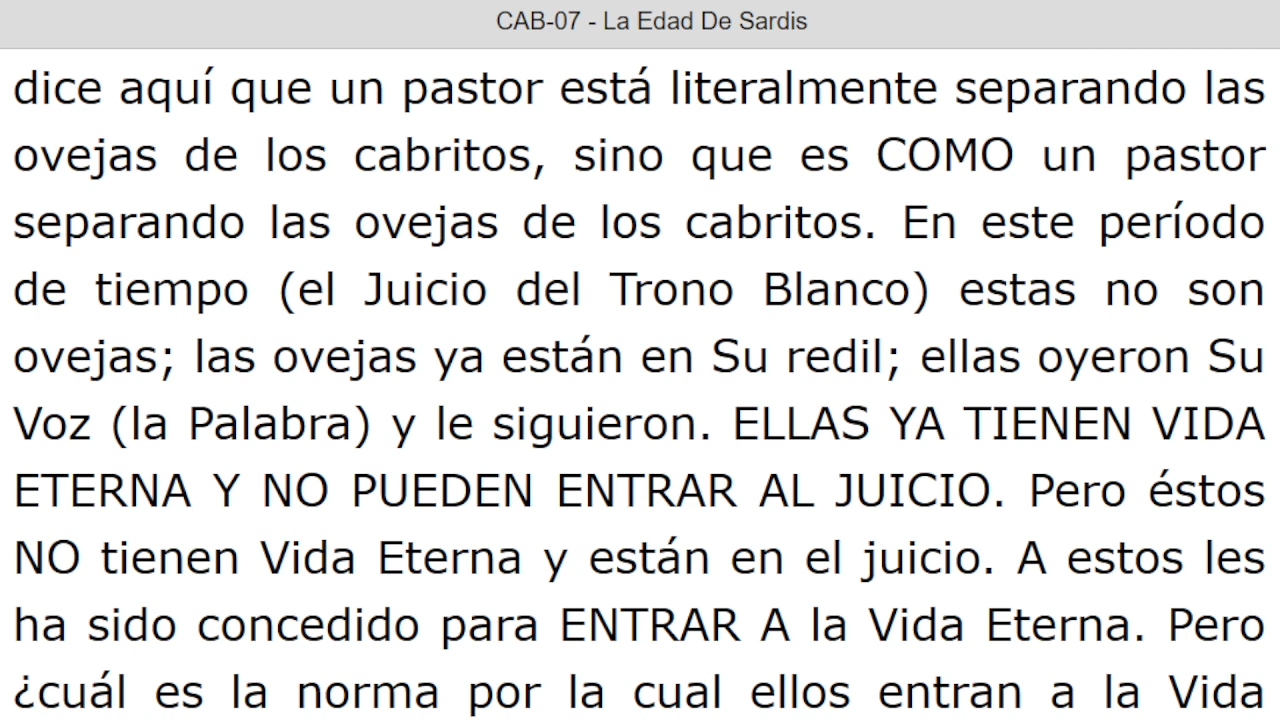 CAB-07 - La Edad De Sardis
dice aquí que un pastor está literalmente separando las
ovejas de los cabritos, sino que es COMO un pastor
separando las ovejas de los cabritos. En este período
de tiempo (el Juicio del Trono Blanco) estas no son
ovejas; las ovejas ya están en Su redil; ellas oyeron Su
Voz (la Palabra) y le siguieron. ELLAS YA TIENEN VIDA
ETERNA Y NO PUEDEN ENTRAR AL JUICIO. Pero éstos
NO tienen Vida Eterna y están en el juicio. A estos les
ha sido concedido para ENTRAR A la Vida Eterna. Pero
¿cuál es la norma por la cual ellos entran a la Vida